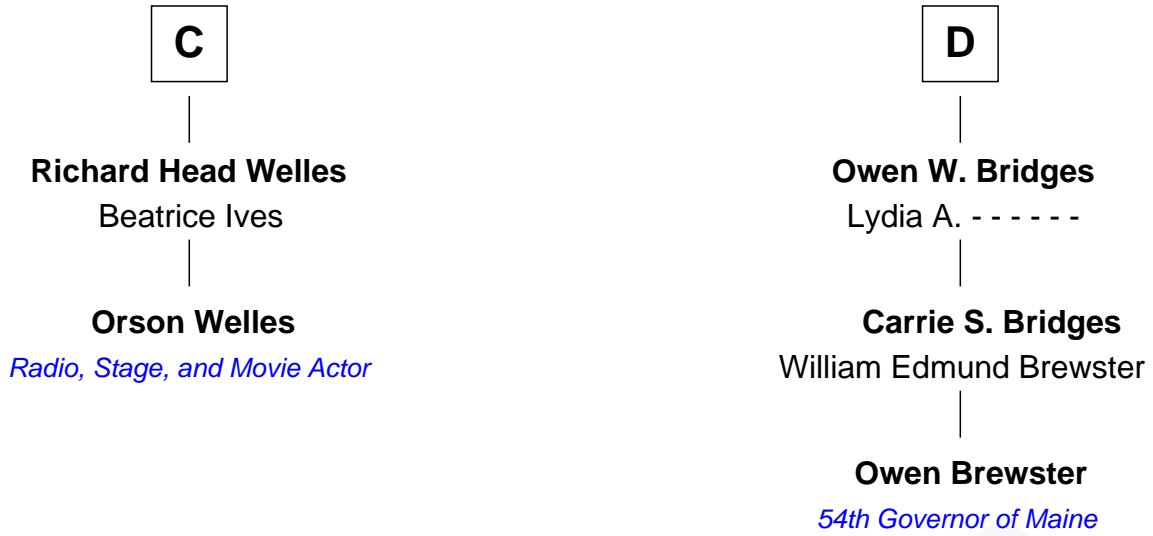 C
Richard Head Welles
Beatrice Ives
Orson Welles
Radio, Stage, and Movie Actor
D
Owen W. Bridges
Lydia A. - - - - - -
Carrie S. Bridges
William Edmund Brewster
Owen Brewster
54th Governor of Maine